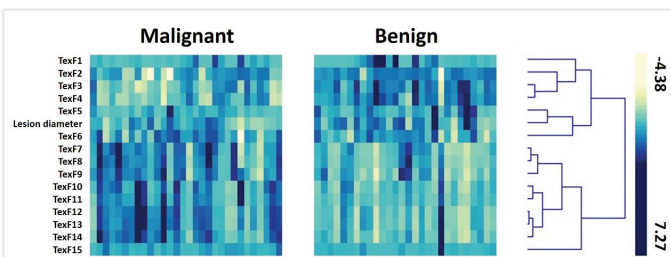 Malignant
Benign
TexF1
TexF2
TexF3
TexF4
TexF5
Lesion diameter
TexF6
TexF7
TexF8
TexF9
TexF10
TexF11
TexF12
TexF13
TexF14
TexF15
-4.38
7.27